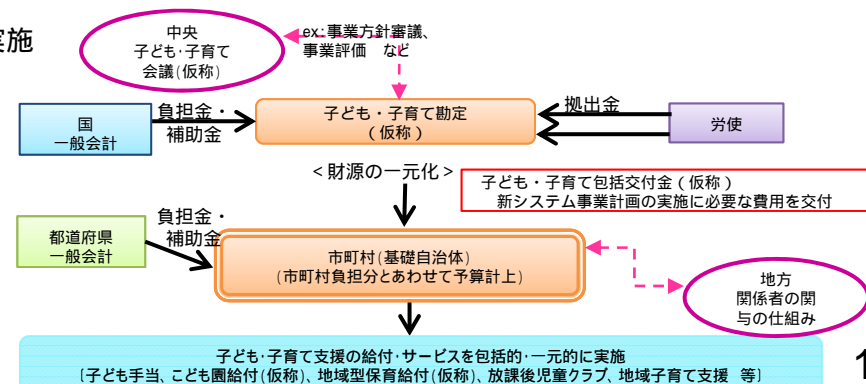 実施
中央
子ども・子育て
会議(仮称)
ex:事業方針審議、
事業評価 など
国
一般会計
負担金・
補助金
子ども・子育て勘定
(仮称)
拠出金
労使
<財源の一元化>
子ども・子育て包括交付金(仮称)
新システム事業計画の実施に必要な費用を交付
都道府県
一般会計
負担金・
補助金
市町村(基礎自治体)
(市町村負担分とあわせて予算計上)
地方
関係者の関
与の仕組み
子ども・子育て支援の給付・サービスを包括的・一元的に実施
〔子ども手当、こども園給付(仮称)、地域型保育給付(仮称)、放課後児童クラブ、地域子育て支援 等〕
1